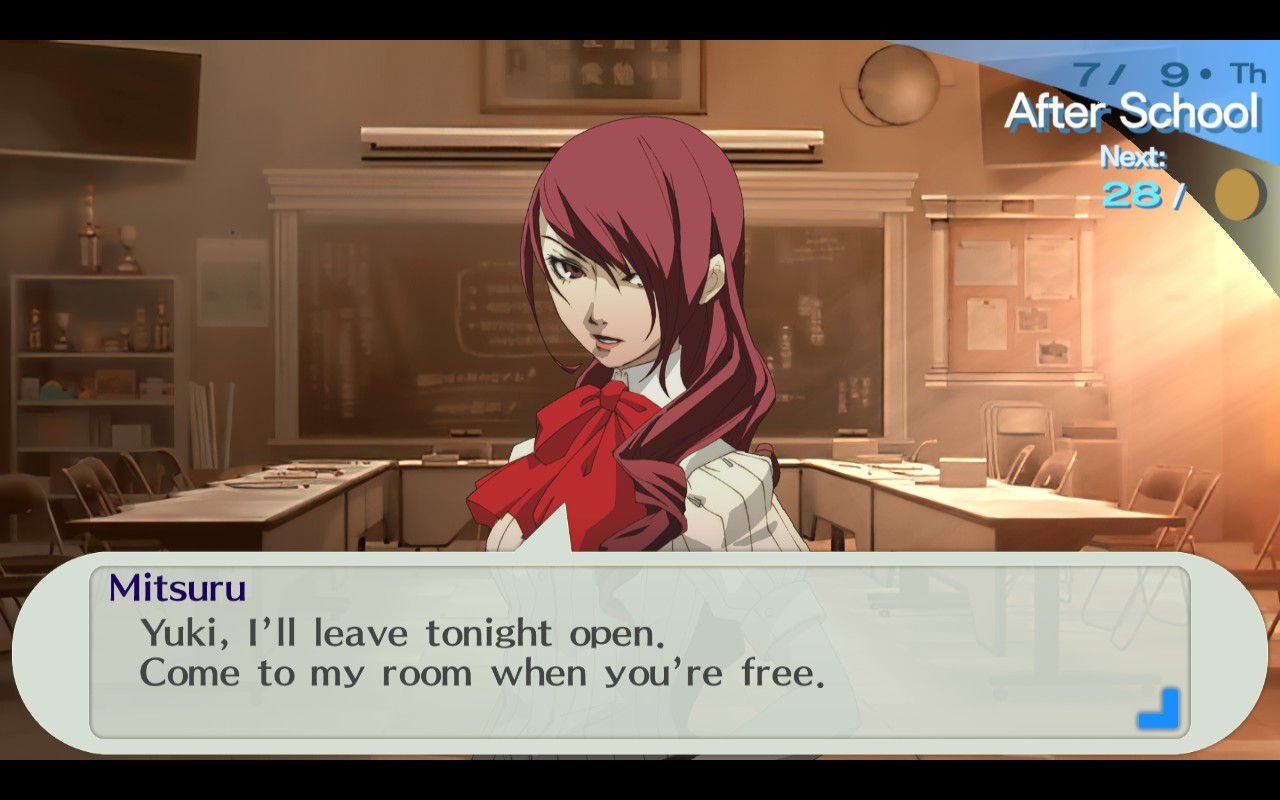 7/ 9• Th
After School
Next:
28 /
Mitsuru
Yuki, I'll leave tonight open.
Come to my room when you're free.